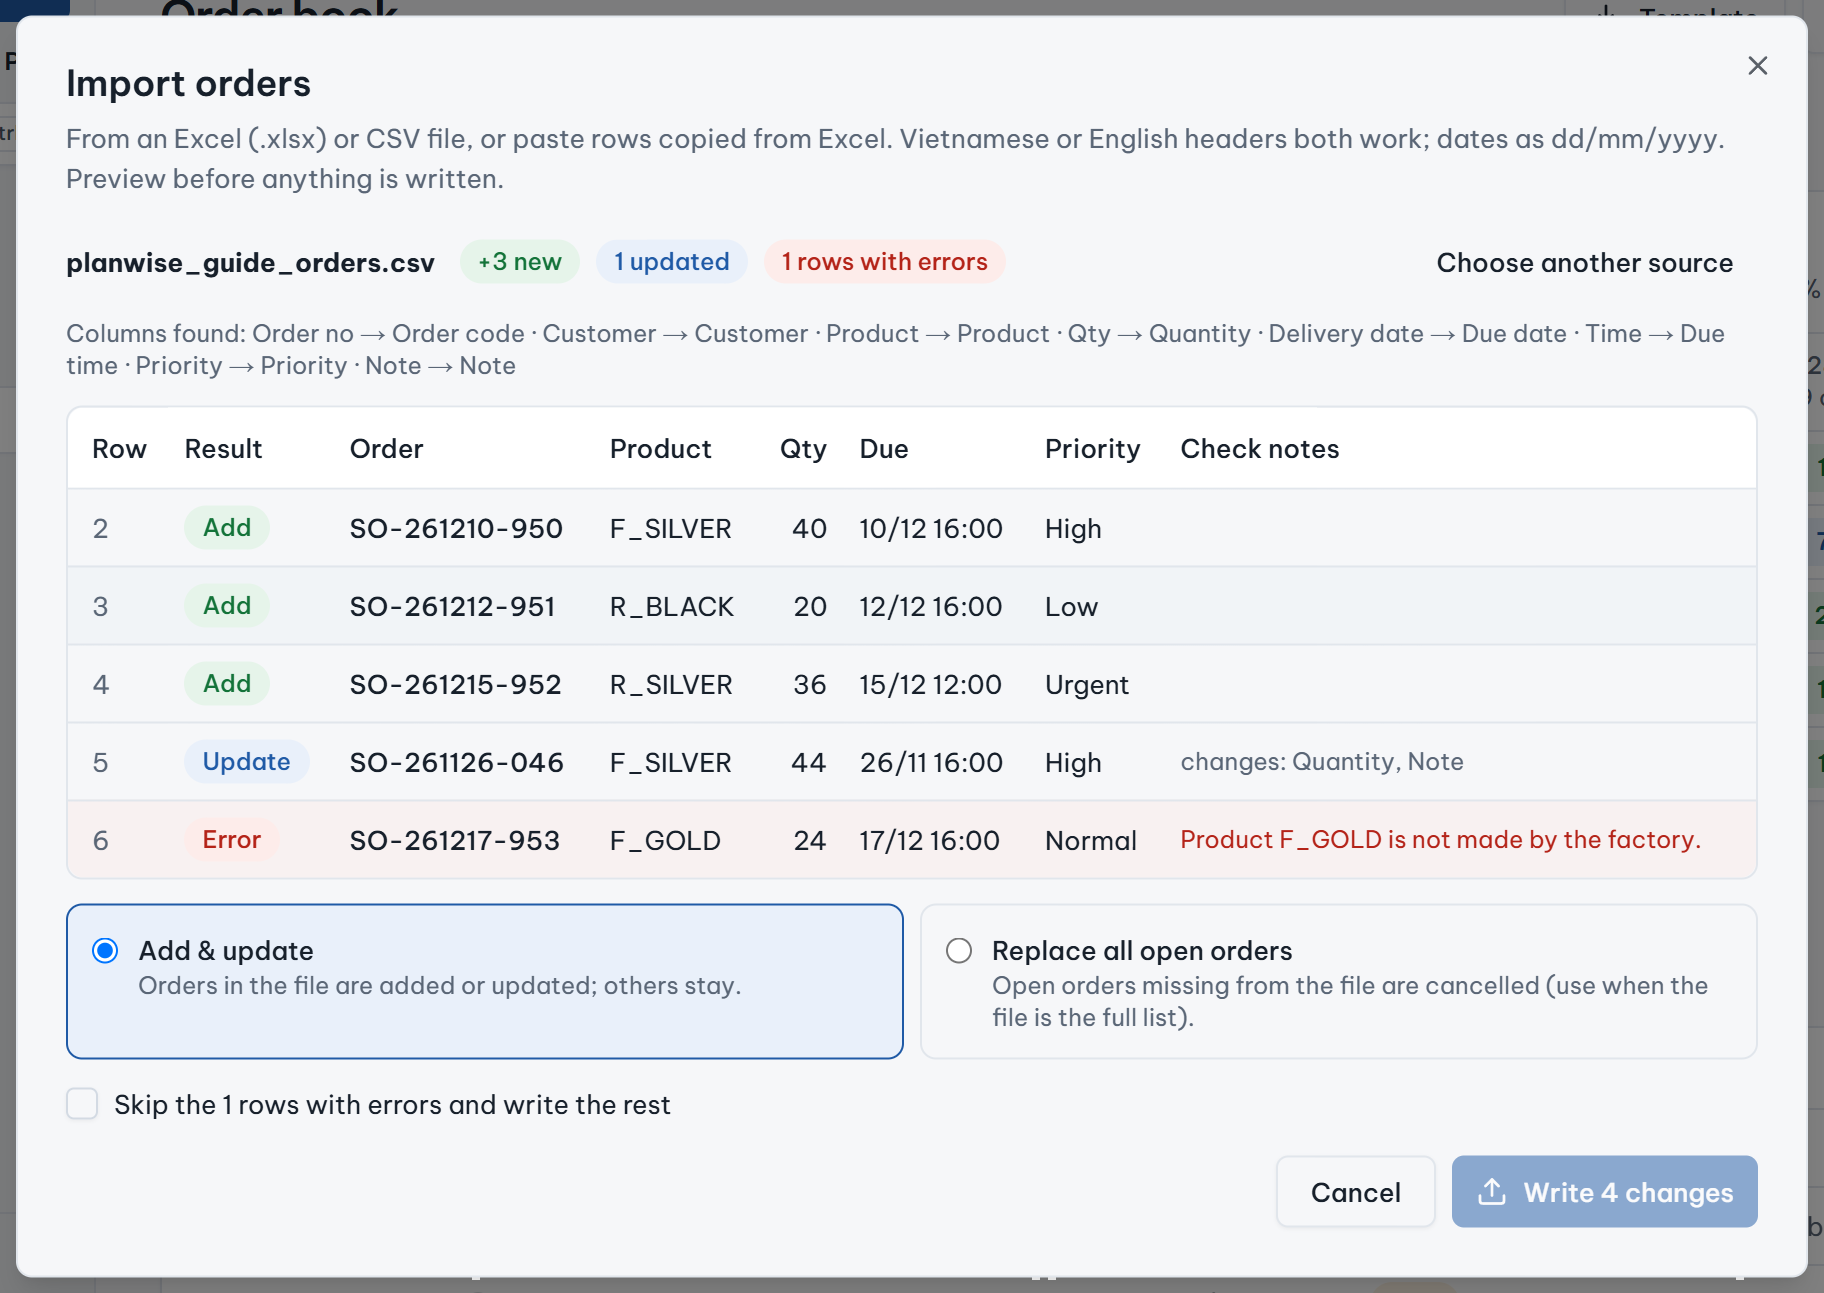 Order book
Template
Import orders
From an Excel (.xlsx) or CSV file, or paste rows copied from Excel. Vietnamese or English headers both work; dates as dd/mm/yyyy.
Preview before anything is written.
planwise_guide_orders.csv +3 new 1 updated 1 rows with errors Choose another source
Columns found: Order no → Order code · Customer → Customer · Product → Product · Qty → Quantity · Delivery date → Due date · Time → Due
time · Priority → Priority · Note → Note
Row Result Order Product Qty Due Priority Check notes
2 Add SO-261210-950 F_SILVER 40 10/12 16:00 High
3 Add SO-261212-951 R_BLACK 20 12/12 16:00 Low
4 Add SO-261215-952 R_SILVER 36 15/12 12:00 Urgent
5 Update SO-261126-046 F_SILVER 44 26/11 16:00 High changes: Quantity, Note
6 Error SO-261217-953 F_GOLD 24 17/12 16:00 Normal Product F_GOLD is not made by the factory.
Add & update
Orders in the file are added or updated; others stay.
Replace all open orders
Open orders missing from the file are cancelled (use when the
file is the full list).
Skip the 1 rows with errors and write the rest
Cancel Write 4 changes